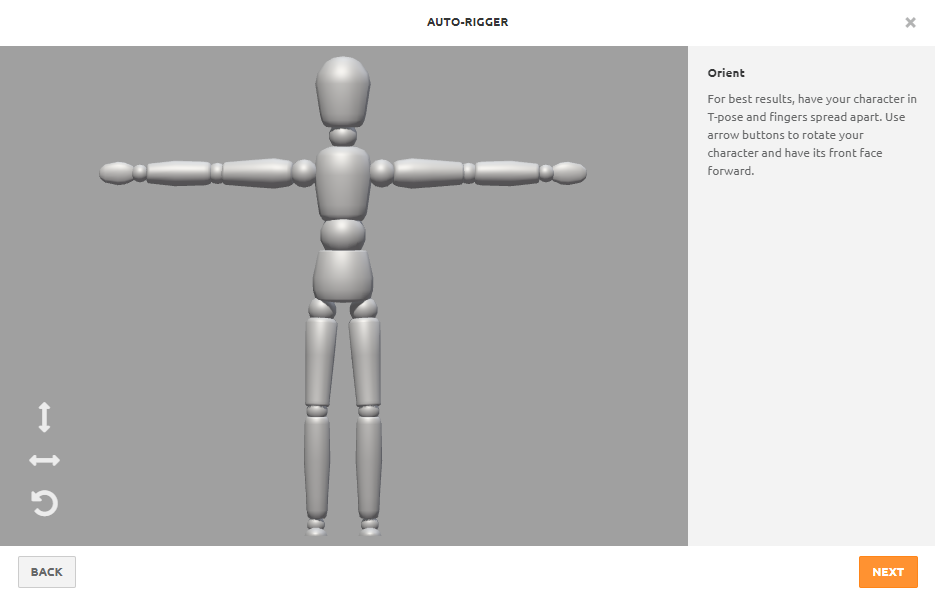 AUTO-RIGGER
Orient
For best results, have your character in
T-pose and fingers spread apart. Use
arrow buttons to rotate your
character and have its front face
forward.
BACK
NEXT